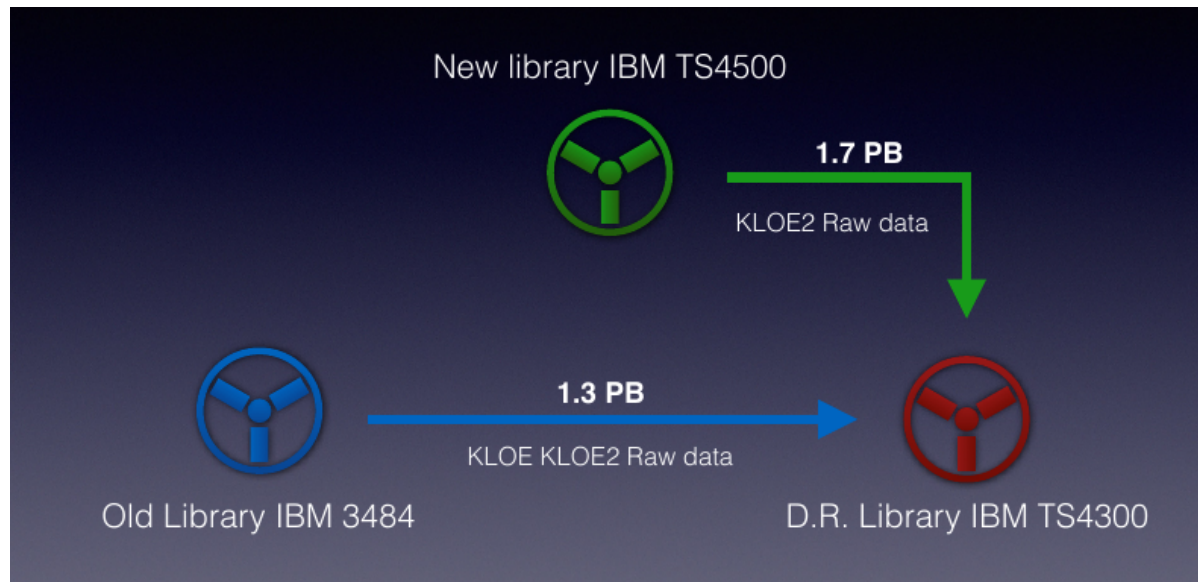 New library IBM TS4500
1.7 PB
KLOE2 Raw data
1.3 PB
KLOE KLOE2 Raw data
Old Library IBM 3484
D.R. Library IBM TS4300